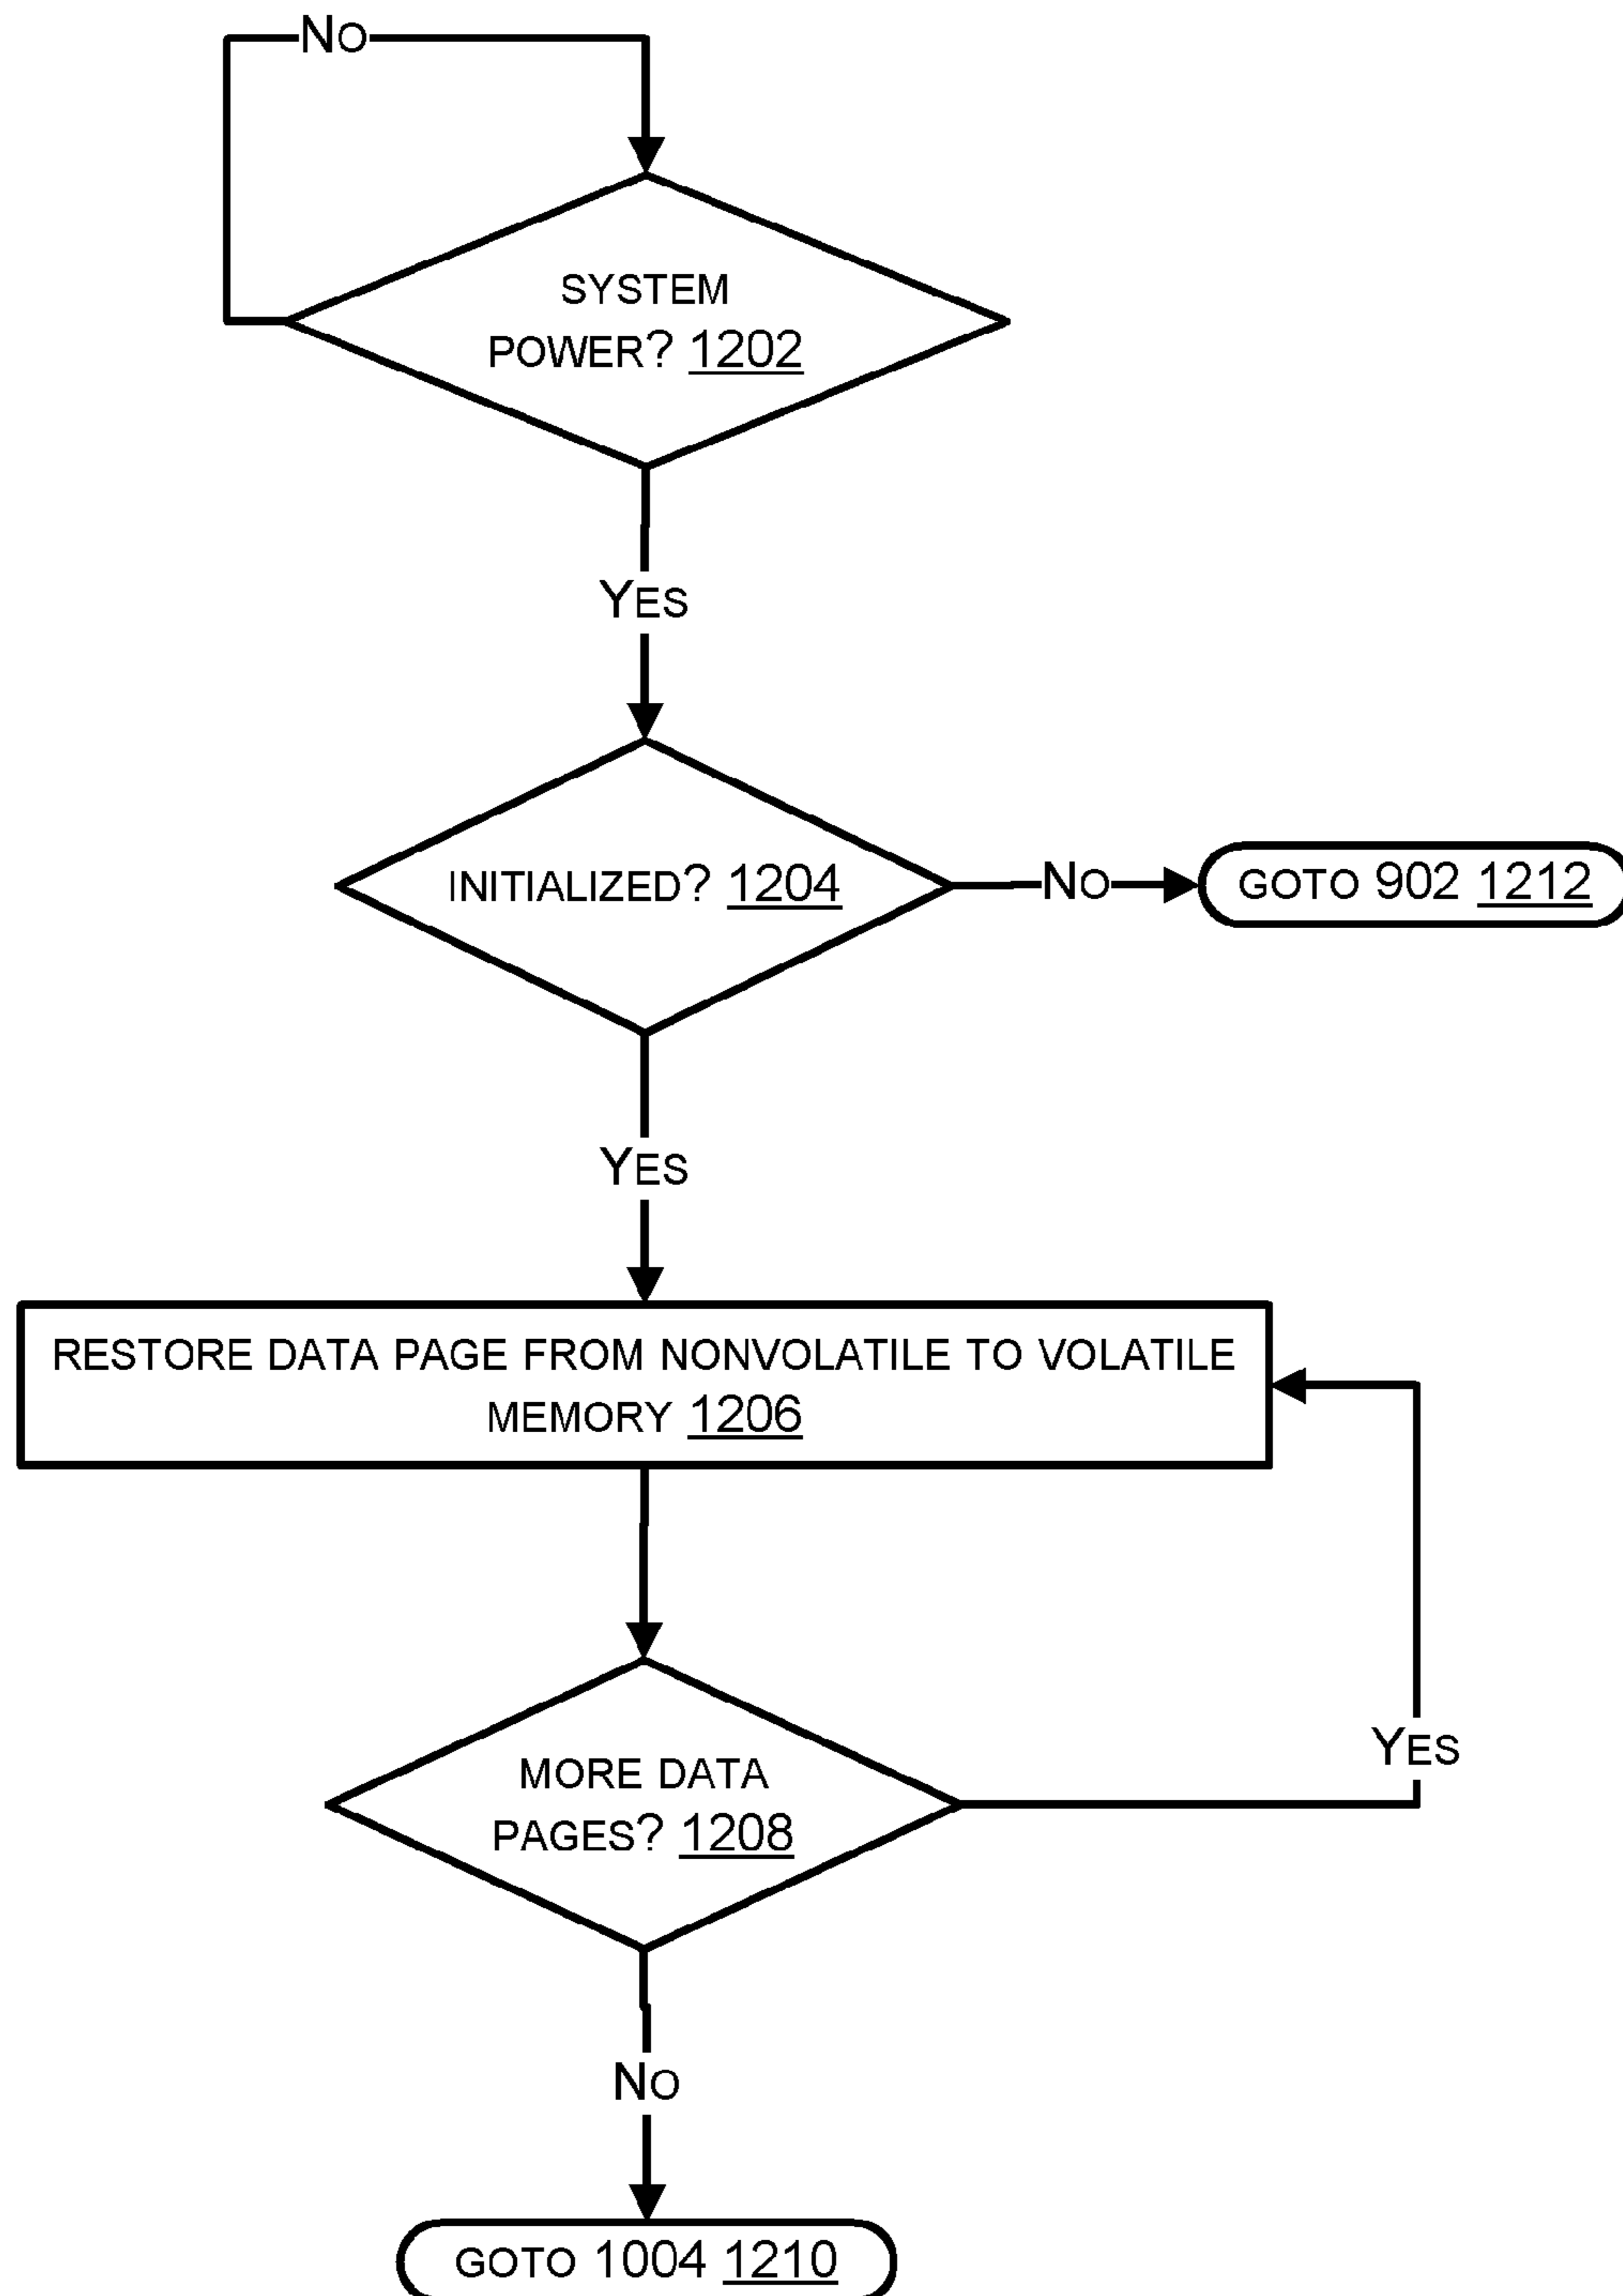 No
SYSTEM
POWER? 1202
YES
INITIALIZED? 1204
No
GOTO 902 1212
YES
RESTORE DATA PAGE FROM NONVOLATILE TO VOLATILE
MEMORY 1206
MORE DATA
PAGES? 1208
YES
No
GOTO 1004 1210